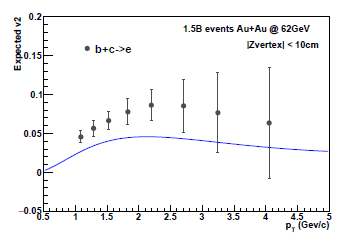 Expected v2
0.2
0.15
0.1
0.05
0
−0.05
1.5B events Au+Au @ 62GeV
|Zvertex| < 10cm
b+c->e
0.5 1 1.5 2 2.5 3 3.5 4 4.5 5
p_T (Gev/c)